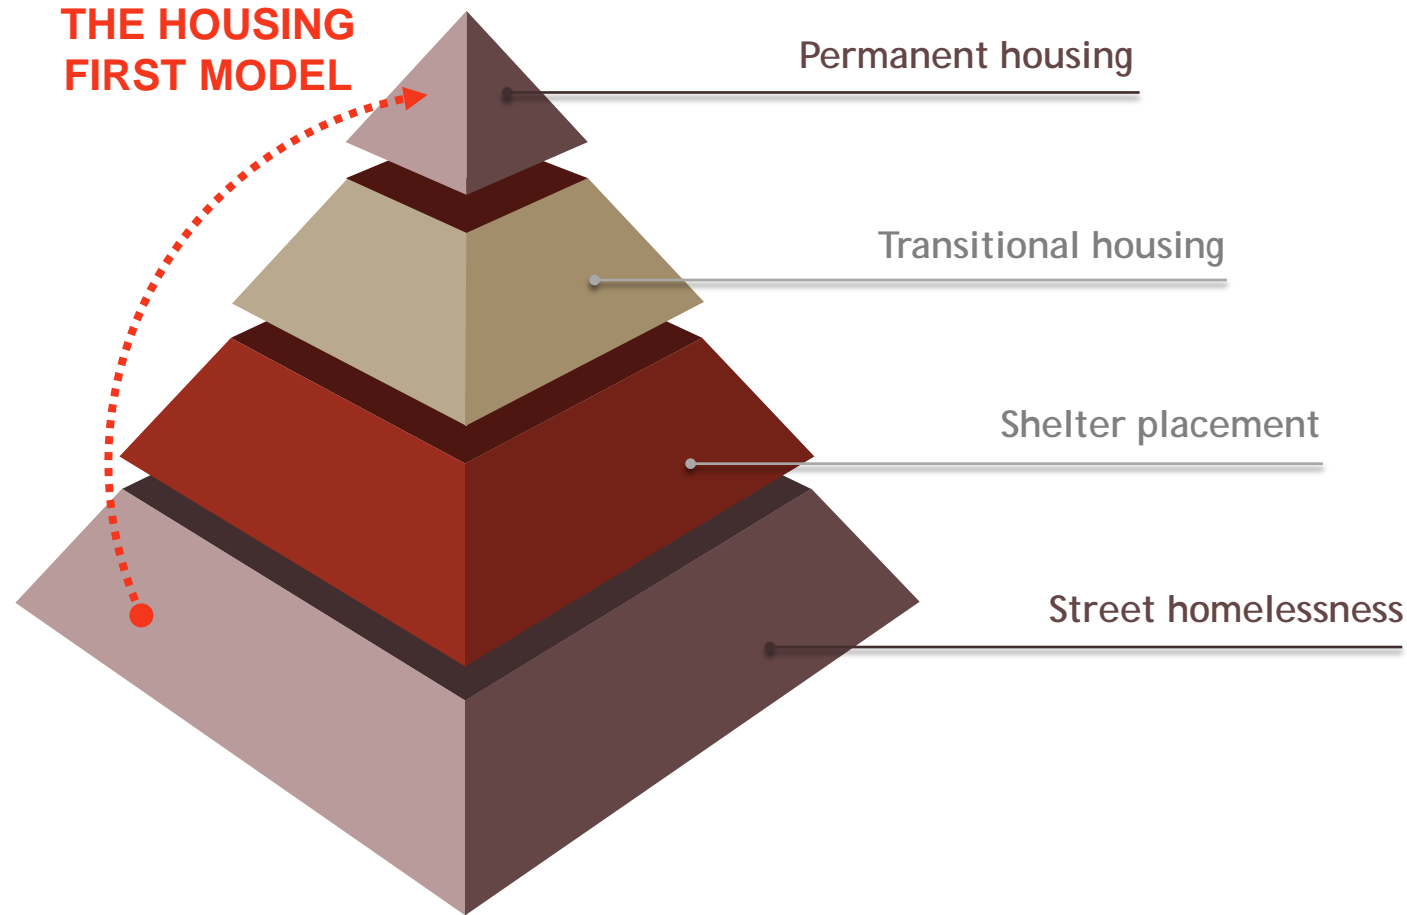 THE HOUSING
FIRST MODEL
Permanent housing
Transitional housing
Shelter placement
Street homelessness